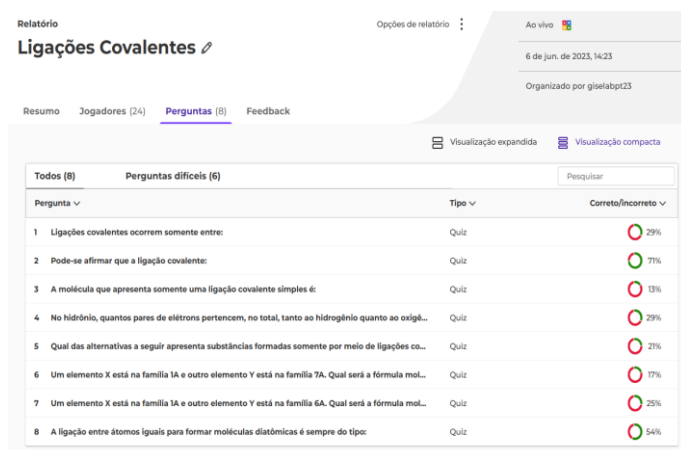 Relatório
Opções de relatório
Ao vivo
Ligações Covalentes
6 de jun. de 2023, 14:23
Organizado por giselabpt23
Resumo Jogadores (24) Perguntas (8) Feedback
Visualização expandida Visualização compacta
Todos (8) Perguntas difíceis (6) Pesquisar
Pergunta Tipo Correto/incorreto
1 Ligações covalentes ocorrem somente entre: Quiz 29%
2 Pode-se afirmar que a ligação covalente: Quiz 71%
3 A molécula que apresenta somente uma ligação covalente simples é: Quiz 13%
4 No hidrônio, quantos pares de elétrons pertencem, no total, tanto ao hidrogênio quanto ao oxigê... Quiz 29%
5 Qual das alternativas a seguir apresenta substâncias formadas somente por meio de ligações co... Quiz 21%
6 Um elemento X está na família 1A e outro elemento Y está na família 7A. Qual será a fórmula mol... Quiz 17%
7 Um elemento X está na família 1A e outro elemento Y está na família 6A. Qual será a fórmula mol... Quiz 25%
8 A ligação entre átomos iguais para formar moléculas diatômicas é sempre do tipo: Quiz 54%